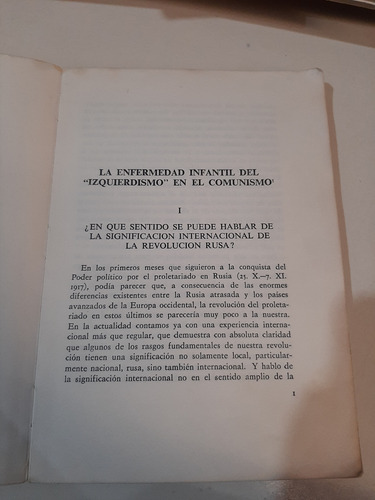 LA ENFERMEDAD INFANTIL DEL
"IZQUIERDISMO" EN EL COMUNISMO¹
I
¿EN QUE SENTIDO SE PUEDE HABLAR DE
LA SIGNIFICACION INTERNACIONAL DE
LA REVOLUCION RUSA?
En los primeros meses que siguieron a la conquista del
Poder político por el proletariado en Rusia (25. X.—7. XI.
1917), podía parecer que, a consecuencia de las enormes
diferencias existentes entre la Rusia atrasada y los países
avanzados de la Europa occidental, la revolución del proleta-
riado en estos últimos se parecería muy poco a la nuestra.
En la actualidad contamos ya con una experiencia interna-
cional más que regular, que demuestra con absoluta claridad
que algunos de los rasgos fundamentales de nuestra revolu-
ción tienen una significación no solamente local, particular-
mente nacional, rusa, sino también internacional. Y hablo de
la significación internacional no en el sentido amplio de la
1